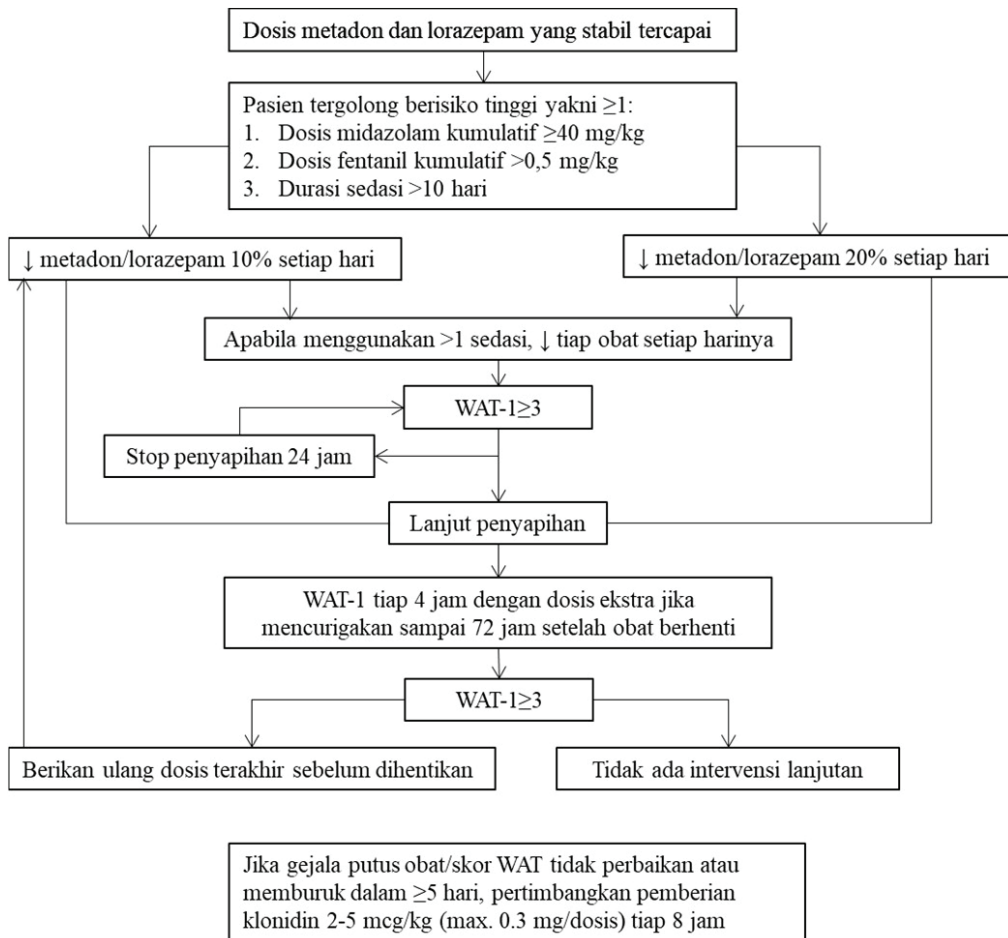 Dosis metadon dan lorazepam yang stabil tercapai
Pasien tergolong berisiko tinggi yakni ≥1:
1. Dosis midazolam kumulatif ≥40 mg/kg
2. Dosis fentanil kumulatif >0,5 mg/kg
3. Durasi sedasi >10 hari
↓ metadon/lorazepam 10% setiap hari
↓ metadon/lorazepam 20% setiap hari
Apabila menggunakan >1 sedasi, ↓ tiap obat setiap harinya
WAT-1≥3
Stop penyapihan 24 jam
Lanjut penyapihan
WAT-1 tiap 4 jam dengan dosis ekstra jika
mencurigakan sampai 72 jam setelah obat berhenti
WAT-1≥3
Berikan ulang dosis terakhir sebelum dihentikan
Tidak ada intervensi lanjutan
Jika gejala putus obat/skor WAT tidak perbaikan atau
memburuk dalam ≥5 hari, pertimbangkan pemberian
klonidin 2-5 mcg/kg (max. 0.3 mg/dosis) tiap 8 jam